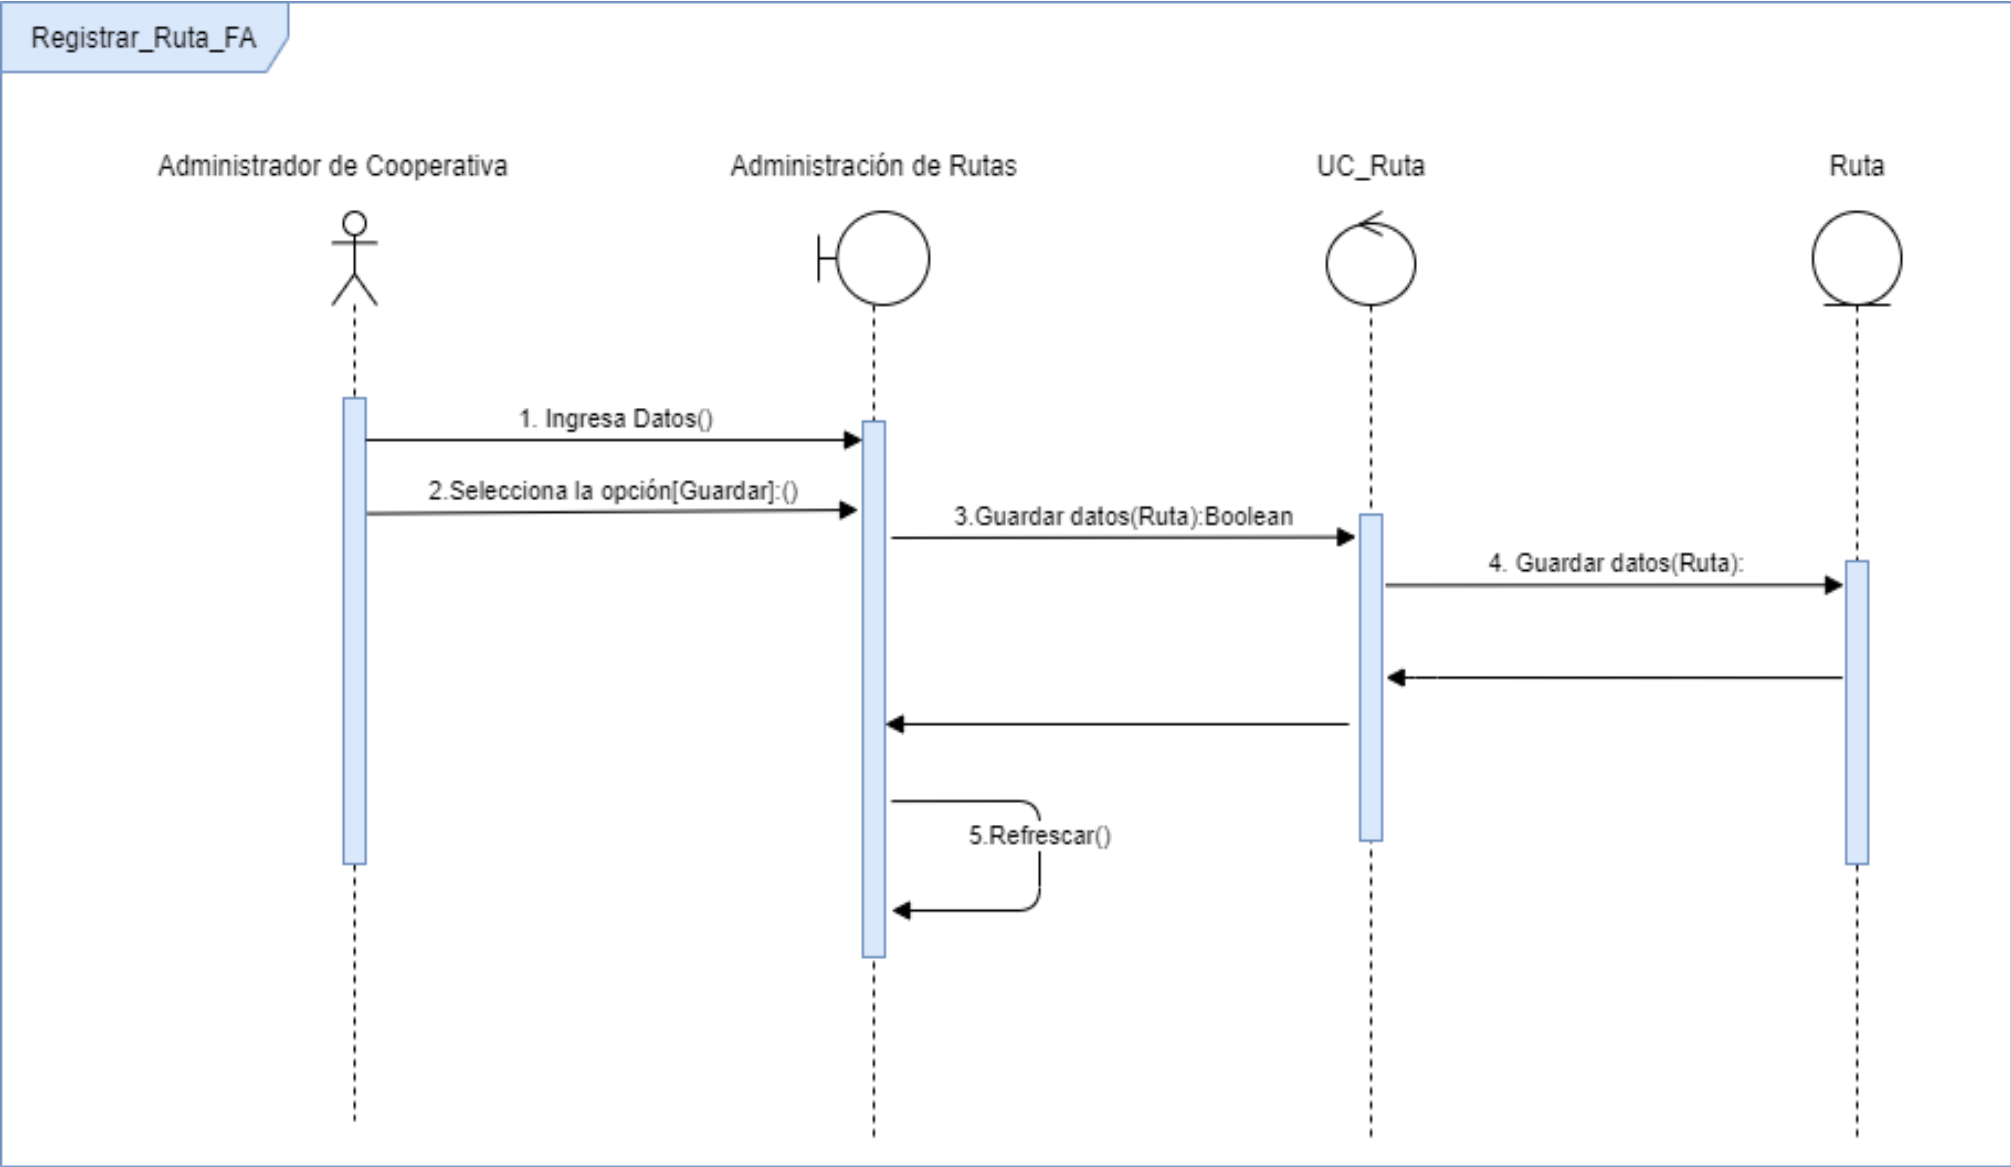 Registrar_Ruta_FA
Administrador de Cooperativa
Administración de Rutas
UC_Ruta
Ruta
1. Ingresa Datos()
2.Selecciona la opción[Guardar]:()
3.Guardar datos(Ruta):Boolean
4. Guardar datos(Ruta):
5.Refrescar()